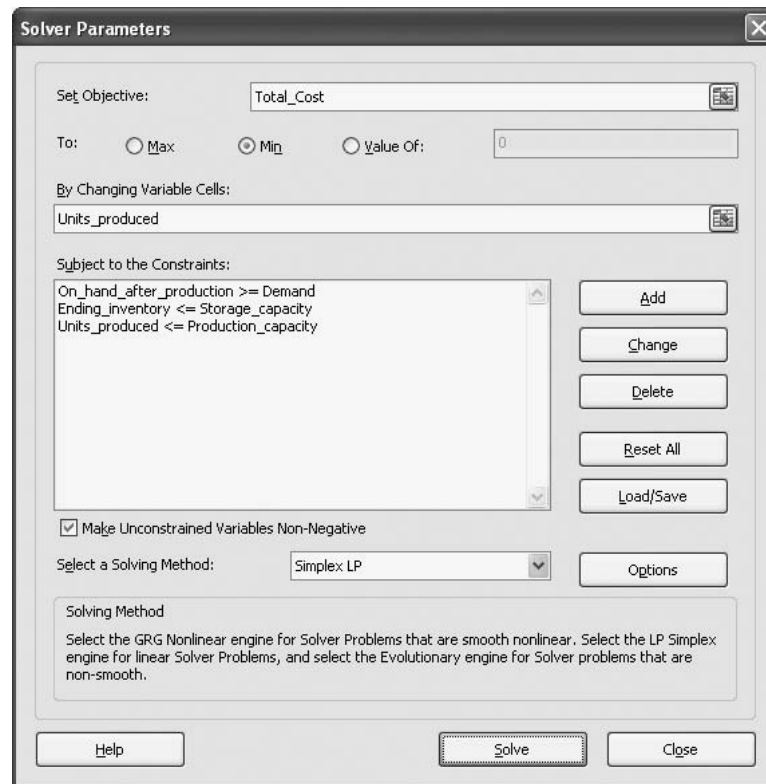 Solver Parameters
Set Objective:
Total_Cost
To:
Max
Min
Value Of:
0
By Changing Variable Cells:
Units_produced
Subject to the Constraints:
On_hand_after_production >= Demand
Ending_inventory <= Storage_capacity
Units_produced <= Production_capacity
Add
Change
Delete
Reset All
Load/Save
Make Unconstrained Variables Non-Negative
Select a Solving Method:
Simplex LP
Options
Solving Method
Select the GRG Nonlinear engine for Solver Problems that are smooth nonlinear. Select the LP Simplex
engine for linear Solver Problems, and select the Evolutionary engine for Solver problems that are
non-smooth.
Help
Solve
Close